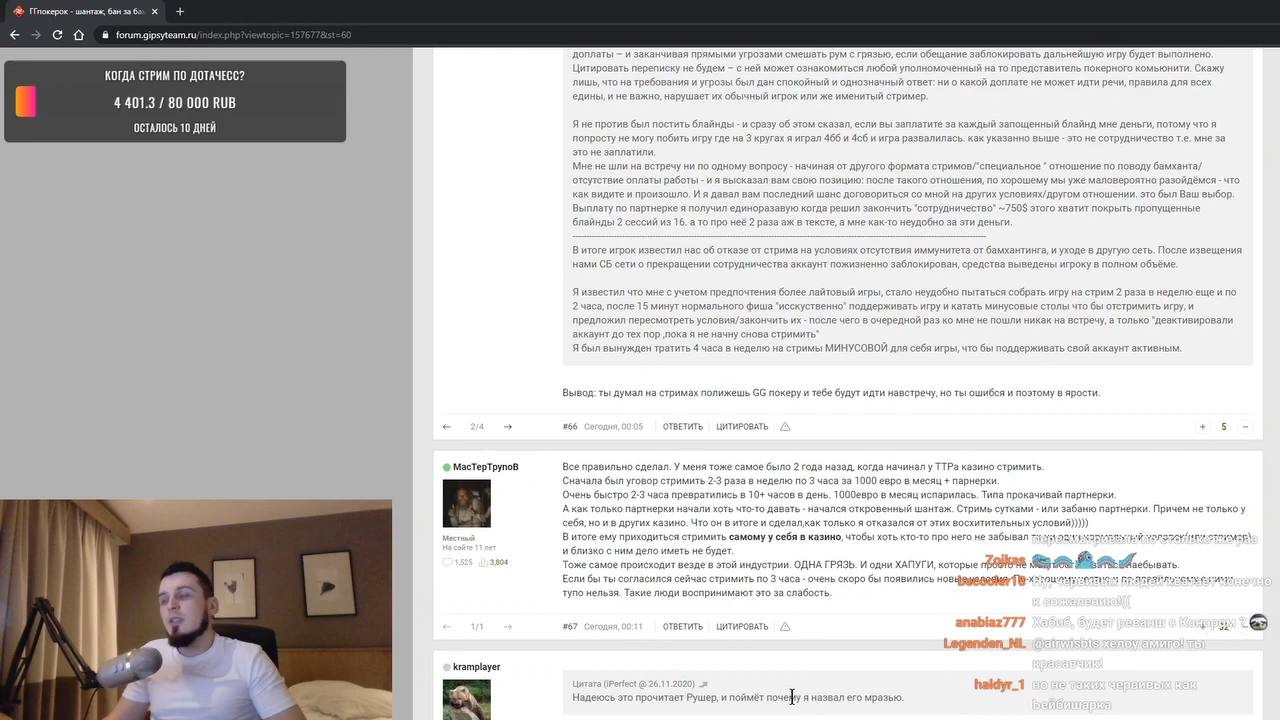 ГГпокерок - шантаж, бан за ба
forum.gipsyteam.ru/index.php?viewtopic=157677&st=60
КОГДА СТРИМ ПО ДОТАЧЕСС?
4 401.3 / 80 000 RUB
ОСТАЛОСЬ 10 ДНЕЙ
доплаты – и заканчивая прямыми угрозами смешать рум с грязью, если обещание заблокировать дальнейшую игру будет выполнено.
Цитировать переписку не будем – с ней может ознакомиться любой уполномоченный на то представитель покерного комьюнити. Скажу
лишь, что на требования и угрозы был дан спокойный и однозначный ответ: ни о какой доплате не может идти речи, правила для всех
едины, и не важно, нарушает их обычный игрок или же именитый стример.
Я не против был постить блайнды - и сразу об этом сказал, если вы заплатите за каждый запощенный блайнд мне деньги, потому что я
попросту не могу побить игру где на 3 кругах я играл 4бб и 4сб и игра развалилась. как указанно выше - это не сотрудничество т.е. мне за
это не заплатили.
Мне не шли на встречу ни по одному вопросу - начиная от другого формата стримов/"специальное " отношение по поводу бамханта/
отсутствие оплаты работы - и я высказал вам свою позицию: после такого отношения, по хорошему мы уже маловероятно разойдёмся - что
как видите и произошло. И я давал вам последний шанс договориться со мной на других условиях/другом отношении. это был Ваш выбор.
Выплату по партнерке я получил единоразавую когда решил закончить "сотрудничество" ~750$ этого хватит покрыть пропущенные
блайнды 2 сессий из 16. а то про неё 2 раза аж в тексте, а мне как-то неудобно за эти деньги.
В итоге игрок известил нас об отказе от стрима на условиях отсутствия иммунитета от бамхантинга, и уходе в другую сеть. После извещения
нами СБ сети о прекращении сотрудничества аккаунт пожизненно заблокирован, средства выведены игроку в полном объёме.
Я известил что мне с учетом предпочтения более лайтовый игры, стало неудобно пытаться собрать игру на стрим 2 раза в неделю еще и по
2 часа, после 15 минут нормального фиша "исскуственно" поддерживать игру и катать минусовые столы что бы отстримить игру, и
предложил пересмотреть условия/закончить их - после чего в очередной раз ко мне не пошли никак на встречу, а только "деактивировали
аккаунт до тех пор ,пока я не начну снова стримить"
Я был вынужден тратить 4 часа в неделю на стримы МИНУСОВОЙ для себя игры, что бы поддерживать свой аккаунт активным.
Вывод: ты думал на стримах полижешь GG покеру и тебе будут идти навстречу, но ты ошибся и поэтому в ярости.
2/4 #66 Сегодня, 00:05 ОТВЕТИТЬ ЦИТИРОВАТЬ + 5 −
МасТерТрупоВ
Местный
На сайте 11 лет
1,525 3,804
Все правильно сделал. У меня тоже самое было 2 года назад, когда начинал у ТТРа казино стримить.
Сначала был уговор стримить 2-3 раза в неделю по 3 часа за 1000 евро в месяц + парнерки.
Очень быстро 2-3 часа превратились в 10+ часов в день. 1000евро в месяц испарилась. Типа прокачивай партнерки.
А как только партнерки начали хоть что-то давать - начался откровенный шантаж. Стримь сутками - или забаню партнерки. Причем не только у
себя, но и в других казино. Что он в итоге и сделал,как только я отказался от этих восхитительных условий)))))
В итоге ему приходиться стримить самому у себя в казино, чтобы хоть кто-то про него не забывал
и близко с ним дело иметь не будет.
Тоже самое происходит везде в этой индустрии. ОДНА ГРЯЗЬ. И одни ХАПУГИ, которые
Если бы ты согласился сейчас стримить по 3 часа - очень скоро бы появились
тупо нельзя. Такие люди воспринимают это за слабость.
1/1 #67 Сегодня, 00:11 ОТВЕТИТЬ ЦИТИРОВАТЬ
kramplayer
Цитата (iPerfect @ 26.11.2020)
Надеюсь это прочитает Рушер, и поймёт почему я назвал его мразью.
Zoikas
к сожалению!((
anabiaz777 Хабиб, будет реванш с
Legenden_NL @airwisbts хелоу амиго! ты
красавчик!
haldyr_1 но не таких червивых как